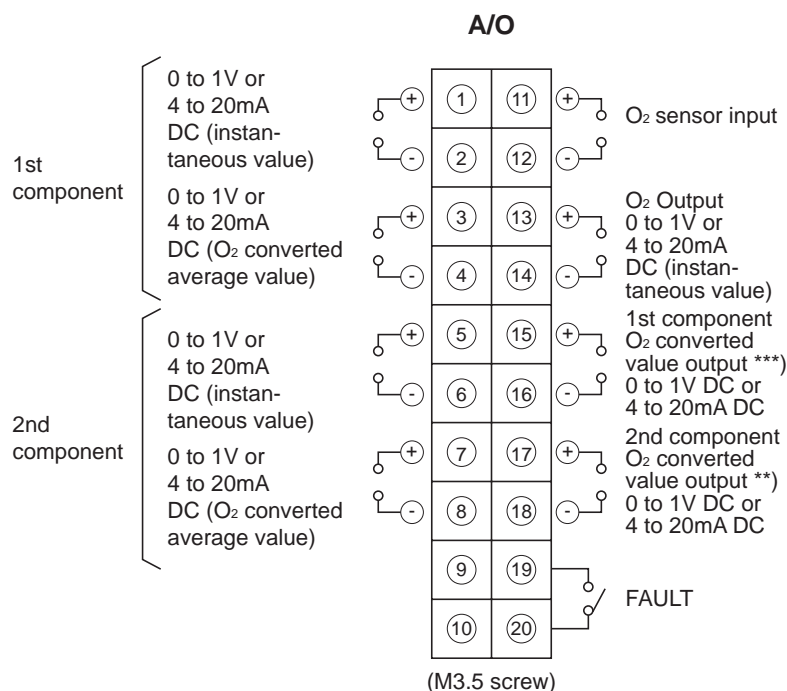 A/O
1st
component
0 to 1V or
4 to 20mA
DC (instan-
taneous value)
0 to 1V or
4 to 20mA
DC (O2 converted
average value)
2nd
component
0 to 1V or
4 to 20mA
DC (instan-
taneous value)
0 to 1V or
4 to 20mA
DC (O2 converted
average value)
+ 1 11 +
- 2 12 -
+ 3 13 +
- 4 14 -
+ 5 15 +
- 6 16 -
+ 7 17 +
- 8 18 -
9 19
10 20
O2 sensor input
O2 Output
0 to 1V or
4 to 20mA
DC (instan-
taneous value)
1st component
O2 converted
value output ***)
0 to 1V DC or
4 to 20mA DC
2nd component
O2 converted
value output **)
0 to 1V DC or
4 to 20mA DC
FAULT
(M3.5 screw)